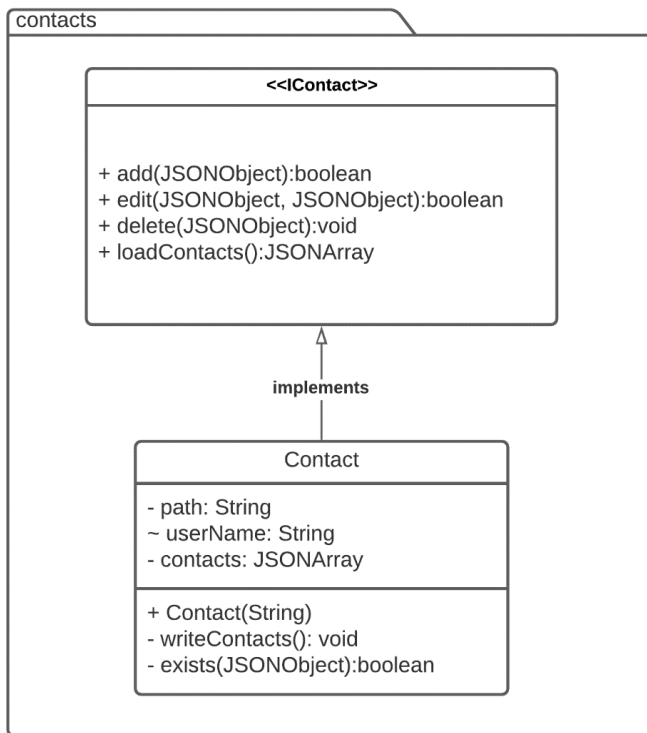 contacts
<<IContact>>
+ add(JSONObject):boolean
+ edit(JSONObject, JSONObject):boolean
+ delete(JSONObject):void
+ loadContacts():JSONArray
implements
Contact
- path: String
~ userName: String
- contacts: JSONArray
+ Contact(String)
- writeContacts(): void
- exists(JSONObject):boolean